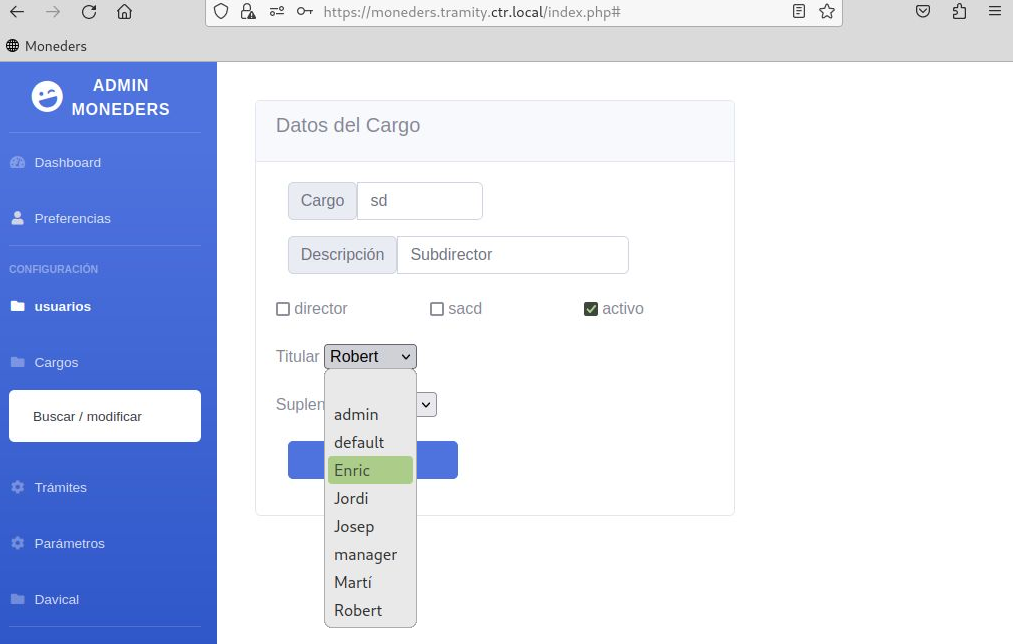 https://moneders.tramity.ctr.local/index.php#
Moneders
ADMIN
MONEDERS
Dashboard
Preferencias
CONFIGURACIÓN
usuarios
Cargos
Buscar / modificar
Trámites
Parámetros
Davical
Datos del Cargo
Cargo sd
Descripción Subdirector
director sacd activo
Titular Robert
Suplen
admin
default
Enric
Jordi
Josep
manager
Martí
Robert